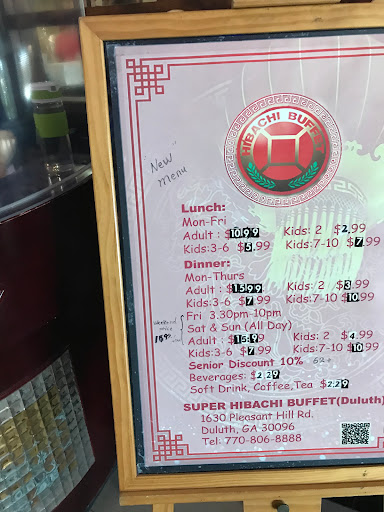 HIBACHI BUFFET
"New"
menu
Lunch:
Mon-Fri
Adult : $10.99 Kids: 2 $2.99
Kids:3-6 $5.99 Kids:7-10 $7.99
Dinner:
Mon-Thurs
Adult : $15.99 Kids: 2 $3.99
Kids:3-6 $7.99 Kids:7-10 $10.99
Fri 3.30pm-10pm
Weekend
Sat & Sun (All Day)
price
Adult : $ Kids: 2 $4.99
Kids:3-6 $7.99 Kids:7-10 $10.99
Senior Discount 10% 62+
Beverages: $2.29
Soft Drink, Coffee,Tea $2.29
SUPER HIBACHI BUFFET(Duluth)
1630 Pleasant Hill Rd.
Duluth, GA 30096
Tel: 770-806-8888